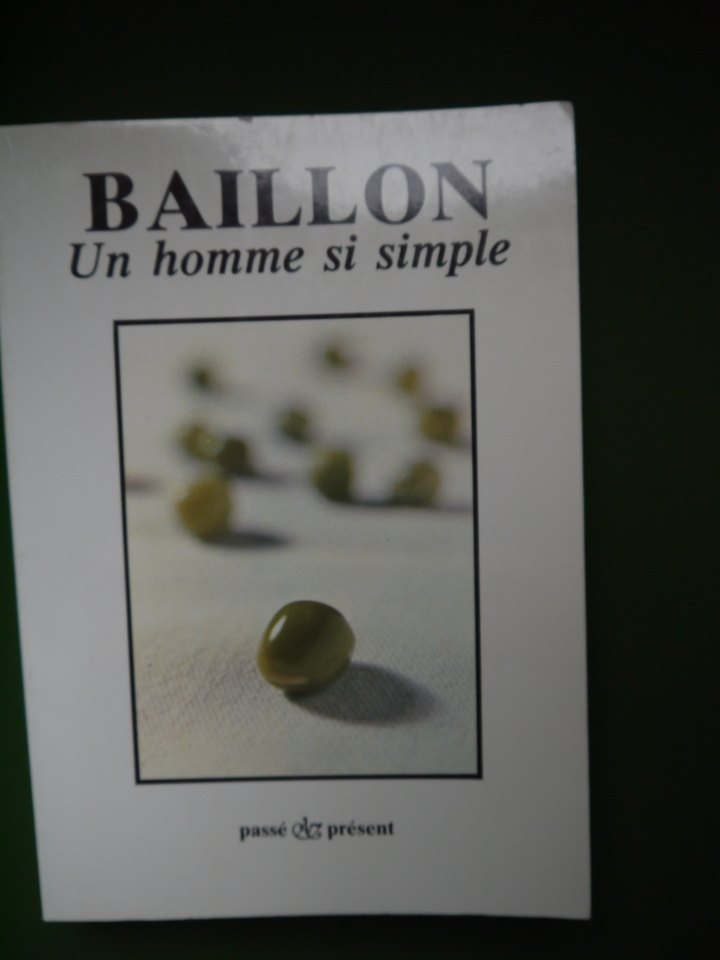 BAILLON
Un homme si simple
passé présent